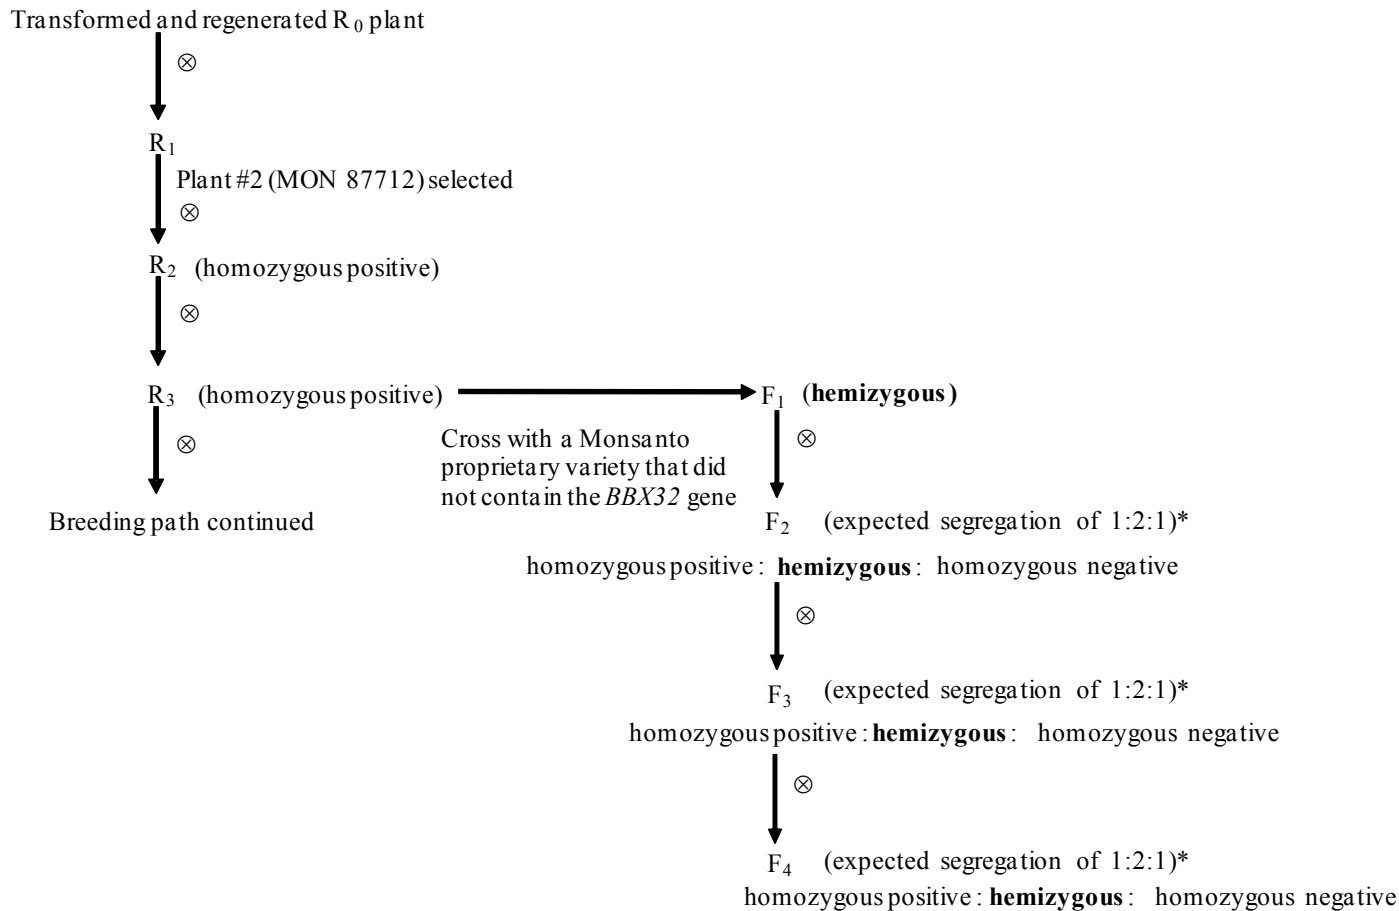 Transformed and regenerated R0 plant
⊗
R1
Plant #2 (MON 87712) selected
⊗
R2 (homozygous positive)
⊗
R3 (homozygous positive)
F1 (hemizygous)
⊗
Cross with a Monsanto
proprietary variety that did
not contain the BBX32 gene
⊗
Breeding path continued
F2 (expected segregation of 1:2:1)*
homozygous positive : hemizygous : homozygous negative
⊗
F3 (expected segregation of 1:2:1)*
homozygous positive : hemizygous : homozygous negative
⊗
F4 (expected segregation of 1:2:1)*
homozygous positive : hemizygous : homozygous negative